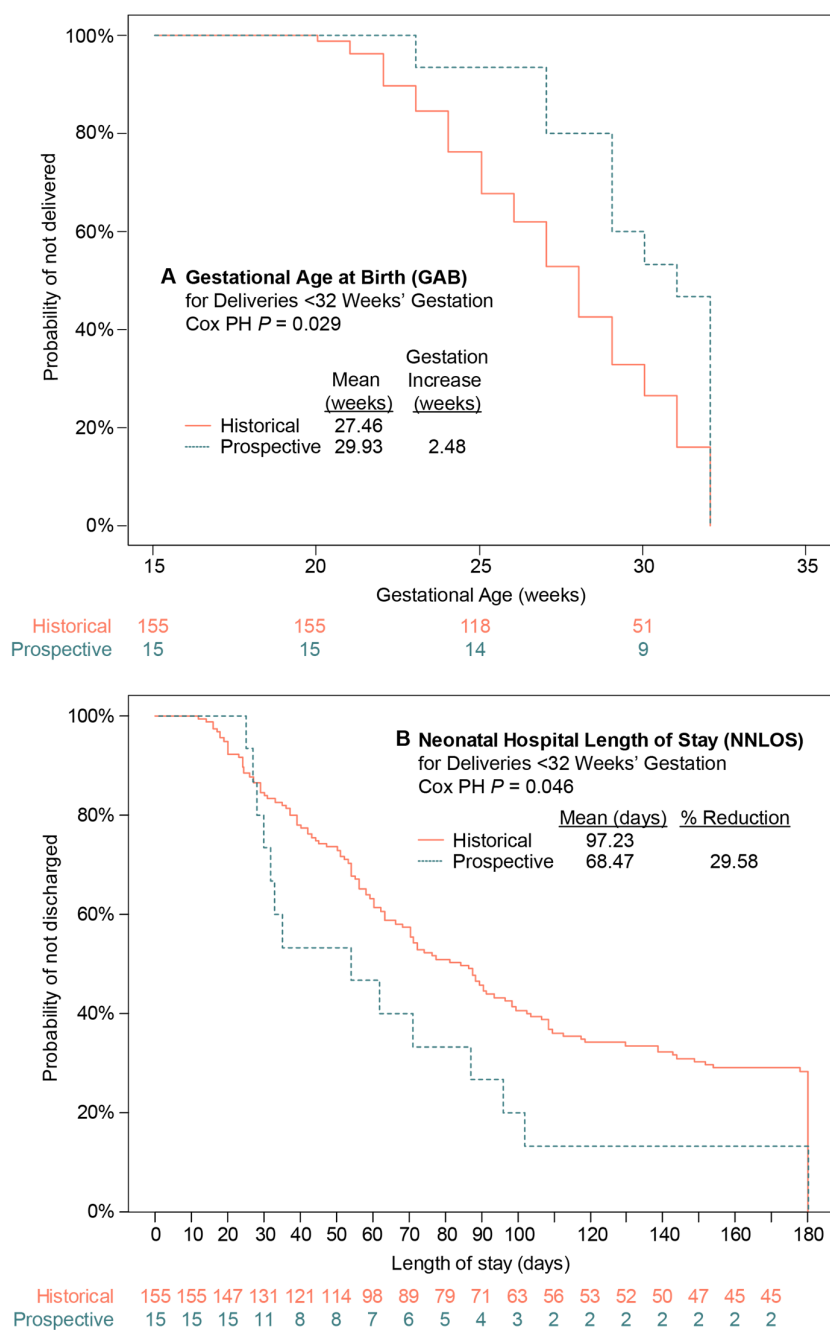 100%
80%
60%
40%
20%
0%
Probability of not delivered
A Gestational Age at Birth (GAB)
for Deliveries <32 Weeks’ Gestation
Cox PH P = 0.029
Gestation
Mean Increase
(weeks) (weeks)
Historical 27.46
Prospective 29.93 2.48
15 20 25 30 35
Gestational Age (weeks)
Historical 155 155 118 51
Prospective 15 15 14 9
100%
80%
60%
40%
20%
0%
Probability of not discharged
B Neonatal Hospital Length of Stay (NNLOS)
for Deliveries <32 Weeks’ Gestation
Cox PH P = 0.046
Mean (days) % Reduction
Historical 97.23
Prospective 68.47 29.58
0 10 20 30 40 50 60 70 80 90 100 120 140 160 180
Length of stay (days)
Historical 155 155 147 131 121 114 98 89 79 71 63 56 53 52 50 47 45 45
Prospective 15 15 15 11 8 8 7 6 5 4 3 2 2 2 2 2 2 2